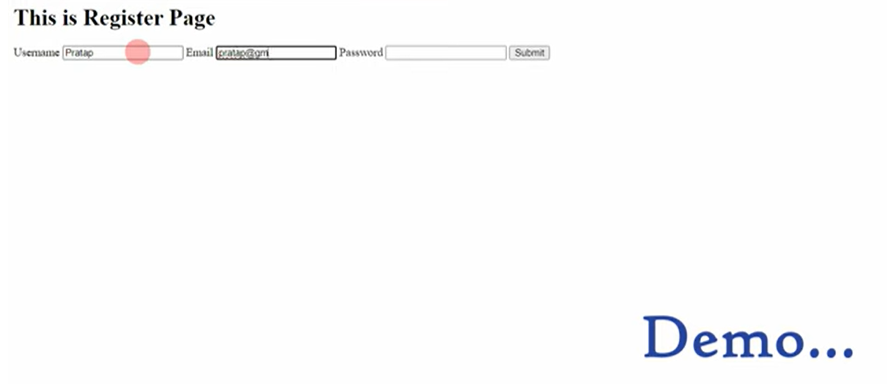 This is Register Page
Username Pratap Email pratap@gm Password Submit
Demo...